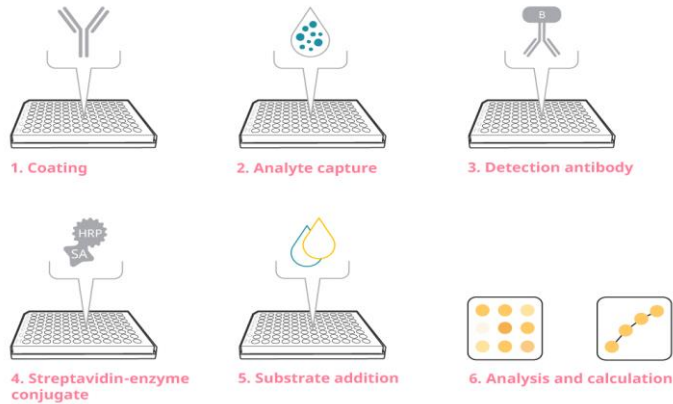 B
1. Coating
2. Analyte capture
3. Detection antibody
HRP
SA
4. Streptavidin-enzyme
conjugate
5. Substrate addition
6. Analysis and calculation